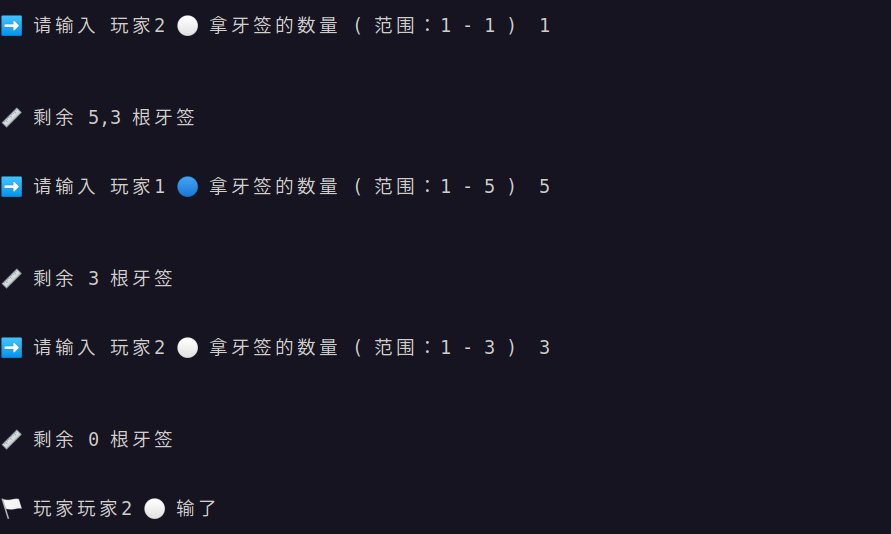 ➡️ 请输入 玩家2 ⚪ 拿牙签的数量 ( 范围：1 - 1 ) 1
📏 剩余 5,3 根牙签
➡️ 请输入 玩家1 🔵 拿牙签的数量 ( 范围：1 - 5 ) 5
📏 剩余 3 根牙签
➡️ 请输入 玩家2 ⚪ 拿牙签的数量 ( 范围：1 - 3 ) 3
📏 剩余 0 根牙签
🏳️ 玩家玩家2 ⚪ 输了